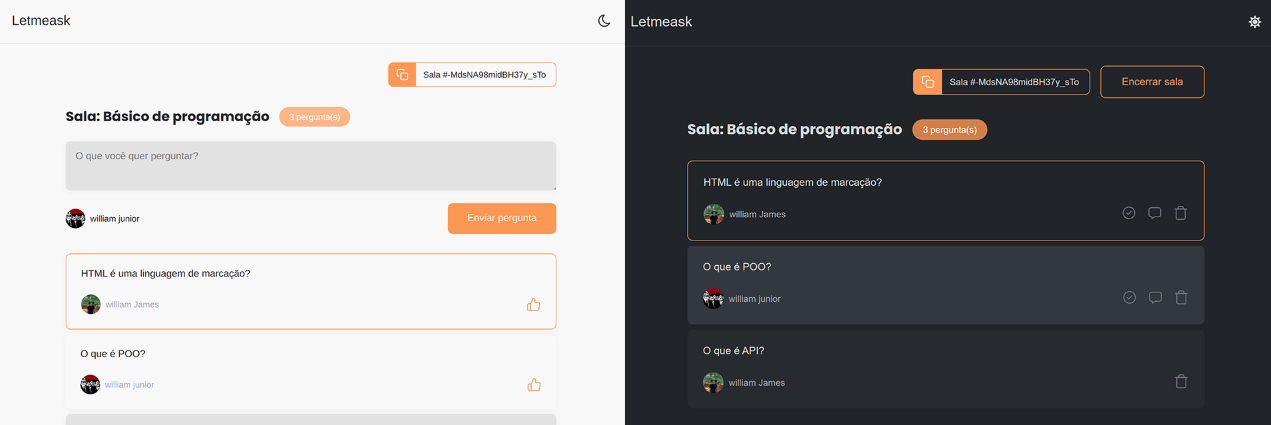 Letmeask
Sala #-MdsNA98midBH37y_sTo
Sala: Básico de programação
3 pergunta(s)
O que você quer perguntar?
william junior
Enviar pergunta
HTML é uma linguagem de marcação?
william James
O que é POO?
william junior
Letmeask
Sala #-MdsNA98midBH37y_sTo
Encerrar sala
Sala: Básico de programação
3 pergunta(s)
HTML é uma linguagem de marcação?
william James
O que é POO?
william junior
O que é API?
william James